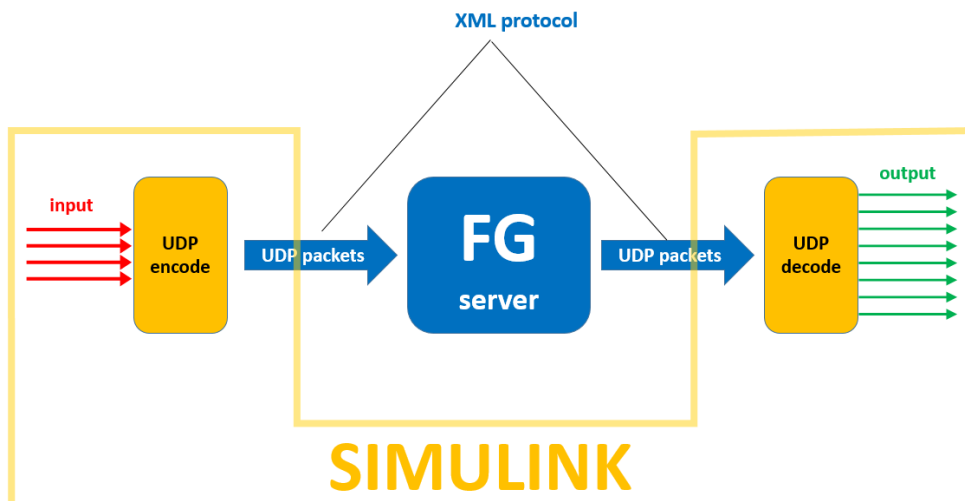 XML protocol
input
output
UDP
encode
UDP packets
FG
server
UDP packets
UDP
decode
SIMULINK